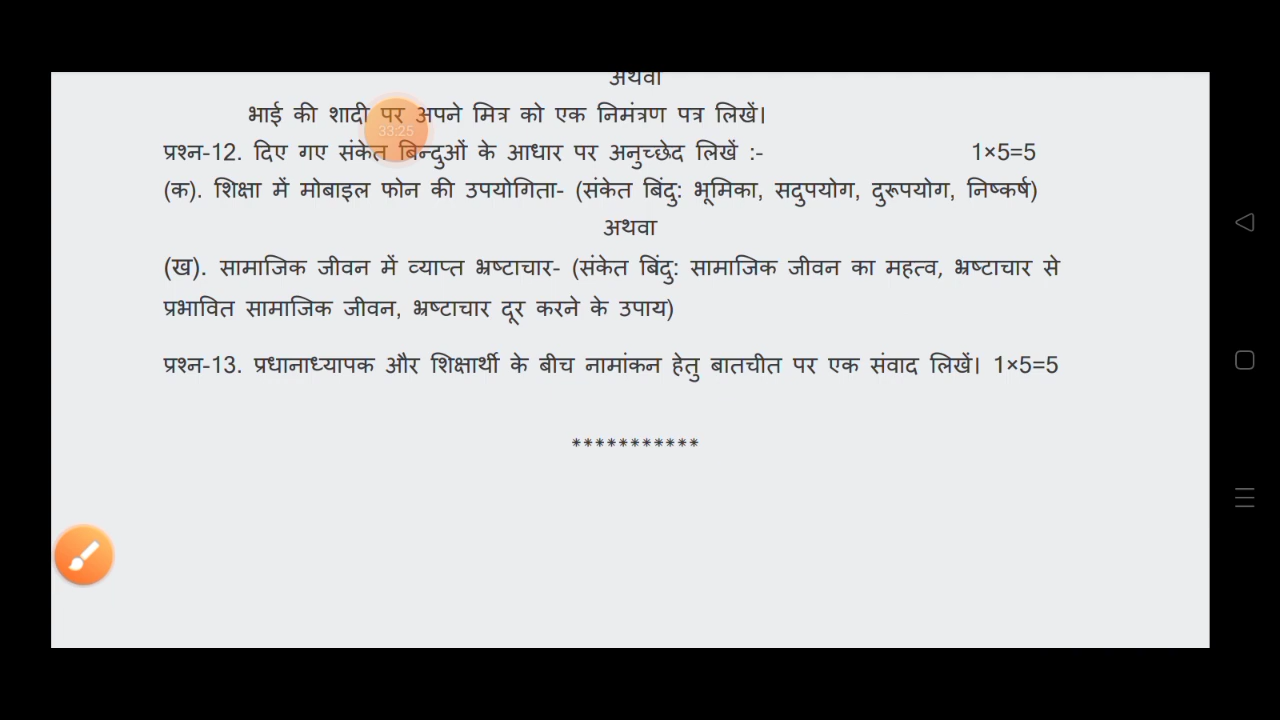 अथवा
भाई की शादी पर अपने मित्र को एक निमंत्रण पत्र लिखें।
33:25
प्रश्न-12. दिए गए संकेत बिन्दुओं के आधार पर अनुच्छेद लिखें :- 1×5=5
(क). शिक्षा में मोबाइल फोन की उपयोगिता- (संकेत बिंदु: भूमिका, सदुपयोग, दुरूपयोग, निष्कर्ष)
अथवा
(ख). सामाजिक जीवन में व्याप्त भ्रष्टाचार- (संकेत बिंदु: सामाजिक जीवन का महत्व, भ्रष्टाचार से
प्रभावित सामाजिक जीवन, भ्रष्टाचार दूर करने के उपाय)
प्रश्न-13. प्रधानाध्यापक और शिक्षार्थी के बीच नामांकन हेतु बातचीत पर एक संवाद लिखें। 1×5=5
***********